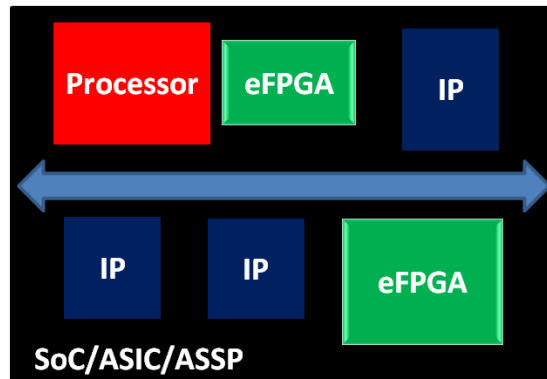 Processor
eFPGA
IP
IP
IP
eFPGA
SoC/ASIC/ASSP